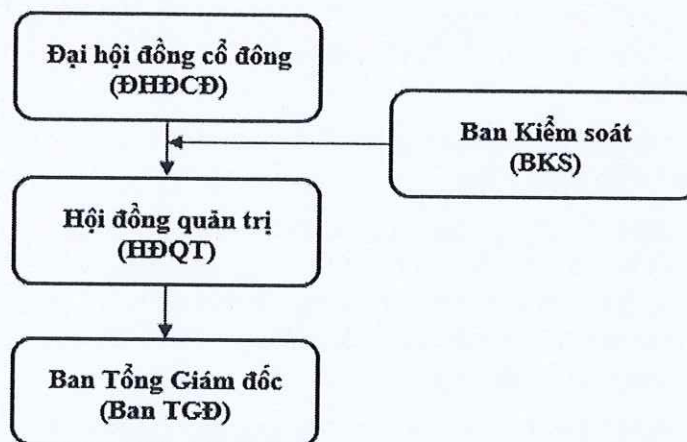 Đại hội đồng cổ đông
(ĐHĐCĐ)
Ban Kiểm soát
(BKS)
Hội đồng quản trị
(HĐQT)
Ban Tổng Giám đốc
(Ban TGĐ)